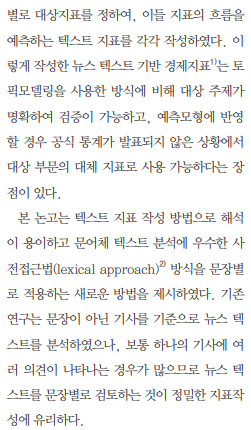 별로 대상지표를 정하여, 이들 지표의 흐름을
예측하는 텍스트 지표를 각각 작성하였다. 이
렇게 작성한 뉴스 텍스트 기반 경제지표1)는 토
픽모델링을 사용한 방식에 비해 대상 주제가
명확하여 검증이 가능하고, 예측모형에 반영
할 경우 공식 통계가 발표되지 않은 상황에서
대상 부문의 대체 지표로 사용 가능하다는 장
점이 있다.
본 논고는 텍스트 지표 작성 방법으로 해석
이 용이하고 문어체 텍스트 분석에 우수한 사
전접근법(lexical approach)2) 방식을 문장별
로 적용하는 새로운 방법을 제시하였다. 기존
연구는 문장이 아닌 기사를 기준으로 뉴스 텍
스트를 분석하였으나, 보통 하나의 기사에 여
러 의견이 나타나는 경우가 많으므로 뉴스 텍
스트를 문장별로 검토하는 것이 정밀한 지표작
성에 유리하다.